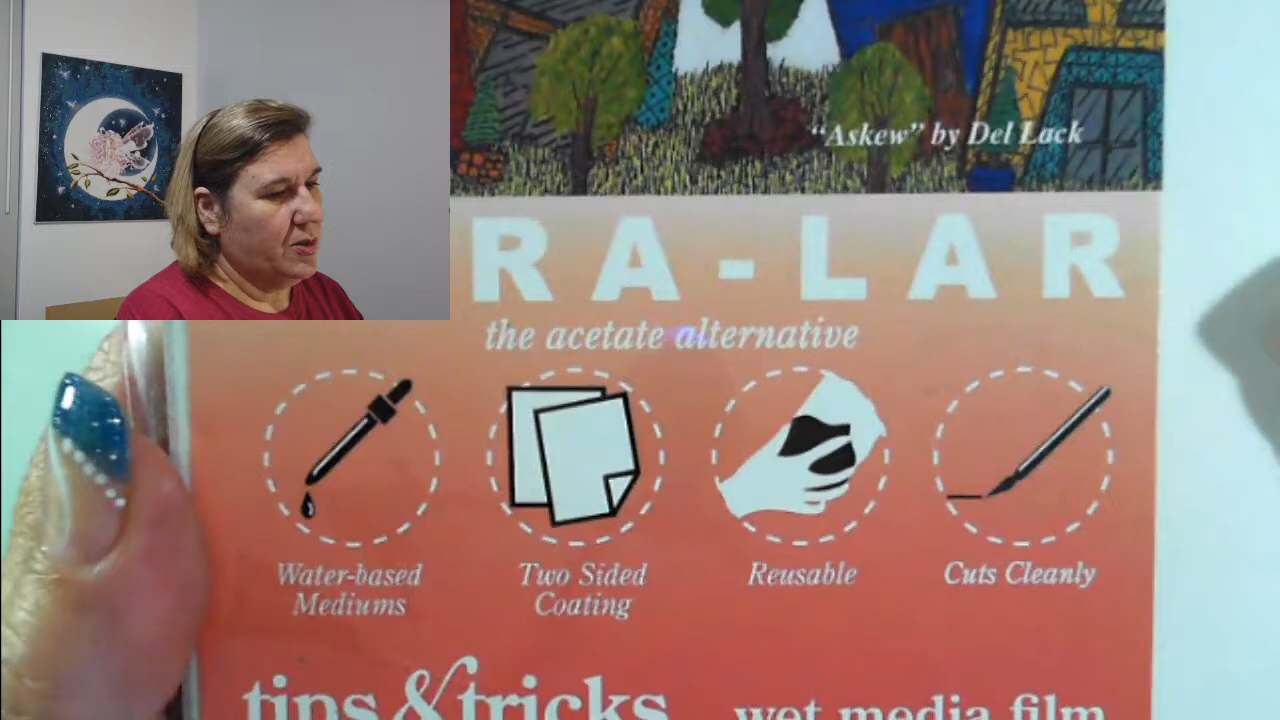 "Askew" by Del Lack
RA-LAR
the acetate alternative
Water-based
Mediums
Two Sided
Coating
Reusable
Cuts Cleanly
tips & tricks
wet media film